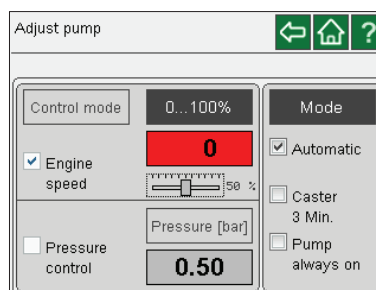 Adjust pump
?
Control mode
0...100%
Mode
0
Automatic
Engine
speed
50 %
Caster
3 Min.
Pressure [bar]
Pump
always on
Pressure
control
0.50